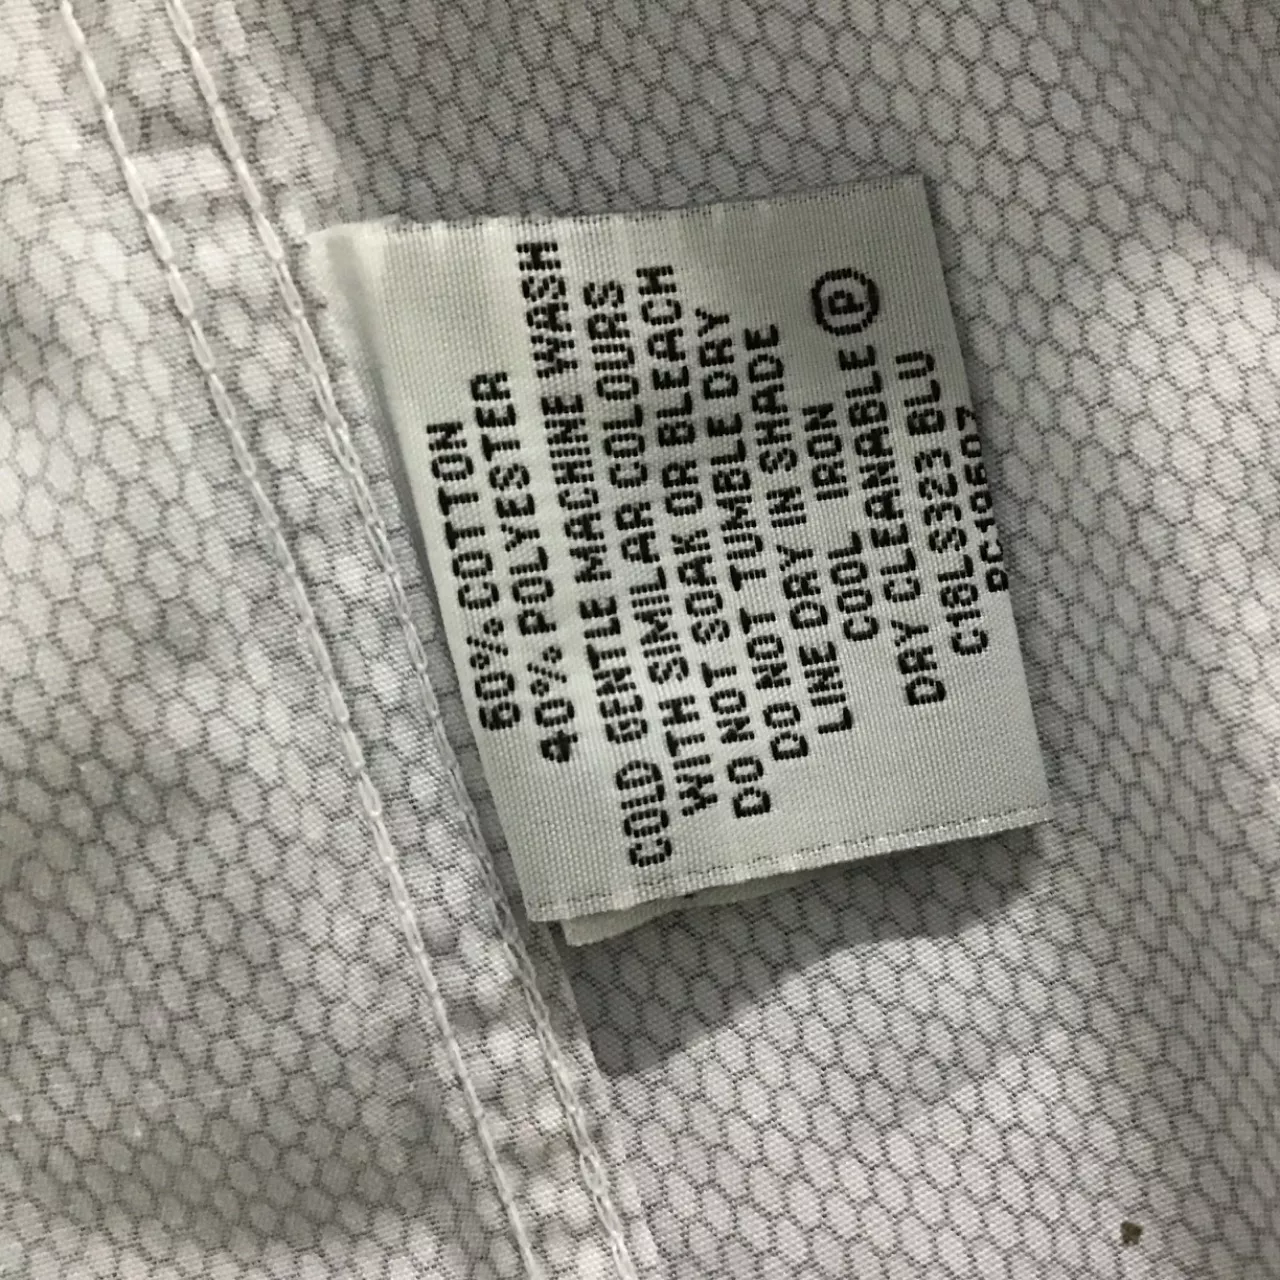 60% COTTON
40% POLYESTER
COLD GENTLE MACHINE WASH
WITH SIMILAR COLOURS
DO NOT SOAK OR BLEACH
DO NOT TUMBLE DRY
LINE DRY IN SHADE
COOL IRON
DRY CLEANABLE Ⓟ
C18LS323 BLU